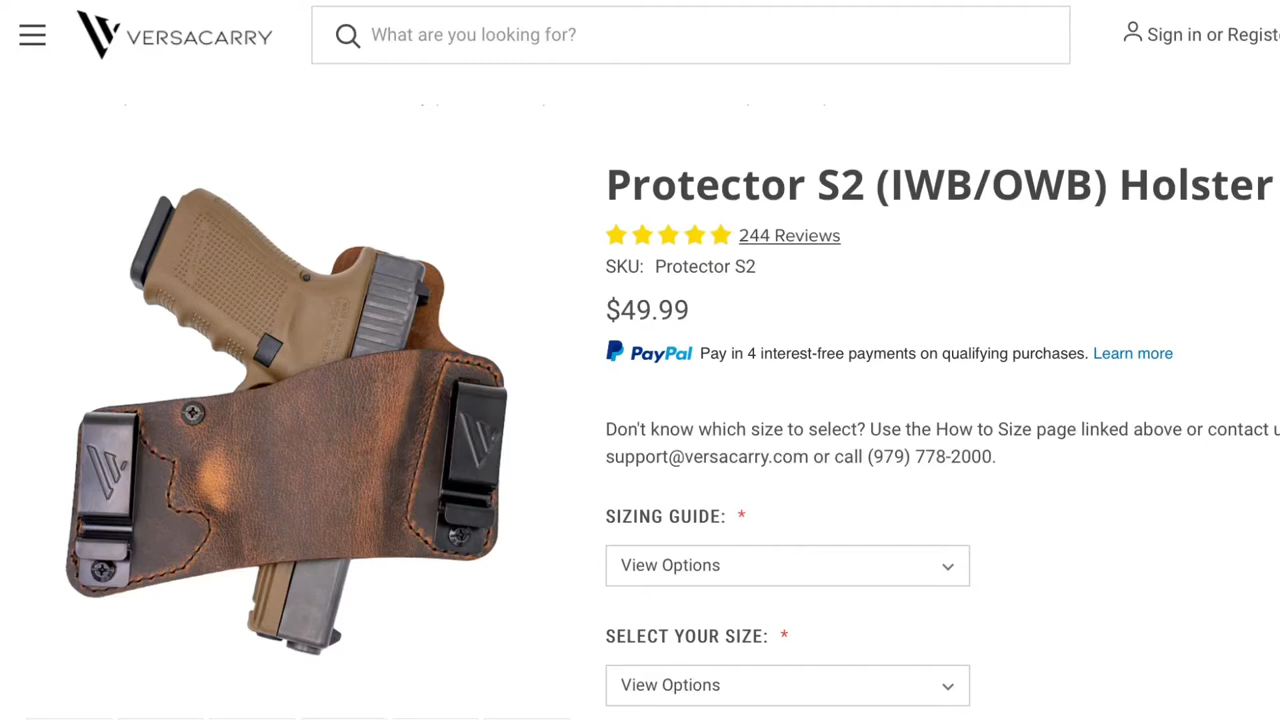 VERSACARRY
What are you looking for?
Sign in or Regist
Protector S2 (IWB/OWB) Holster
244 Reviews
SKU: Protector S2
$49.99
PayPal Pay in 4 interest-free payments on qualifying purchases. Learn more
Don't know which size to select? Use the How to Size page linked above or contact u
support@versacarry.com or call (979) 778-2000.
SIZING GUIDE: *
View Options
SELECT YOUR SIZE: *
View Options